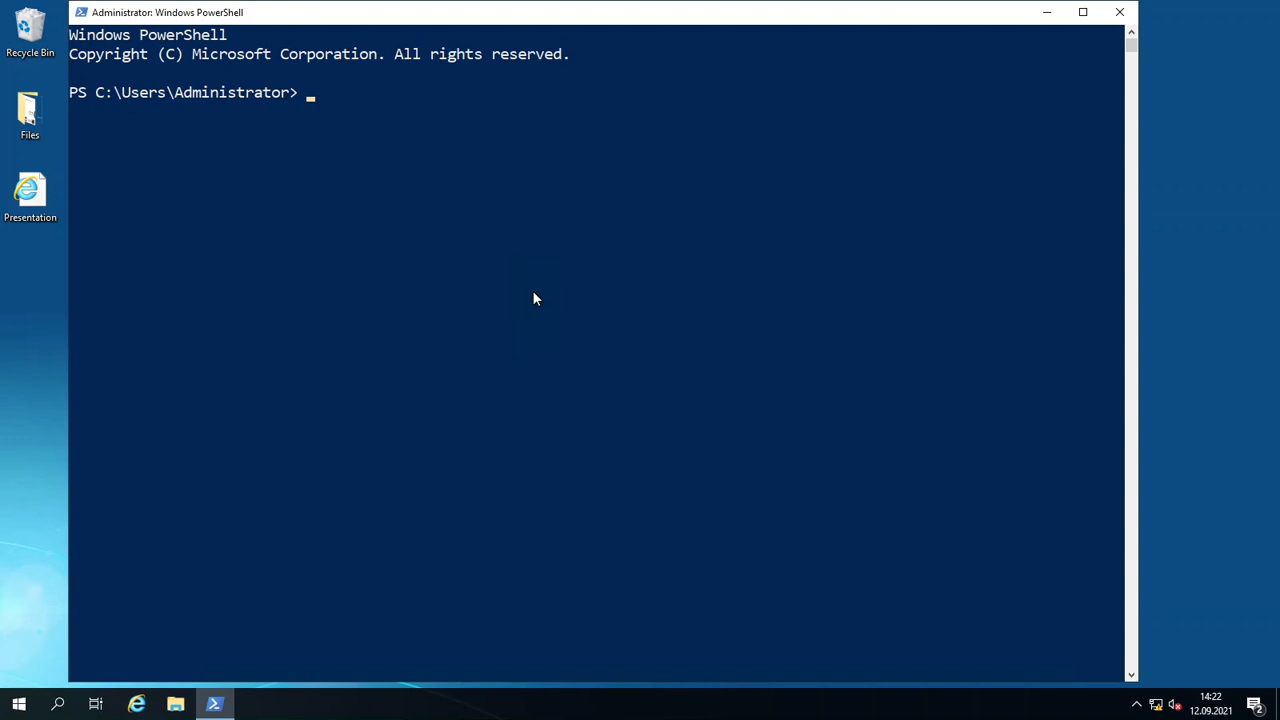 Administrator: Windows PowerShell
Windows PowerShell
Copyright (C) Microsoft Corporation. All rights reserved.
PS C:\Users\Administrator>
Recycle Bin
Files
Presentation
14:22
12.09.2021
2